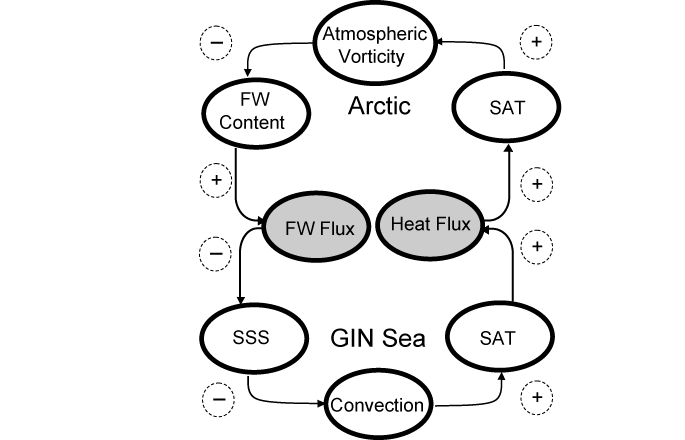 Atmospheric
Vorticity
−
+
FW
Content
Arctic
SAT
+
+
FW Flux
Heat Flux
−
+
SSS
GIN Sea
SAT
−
Convection
+